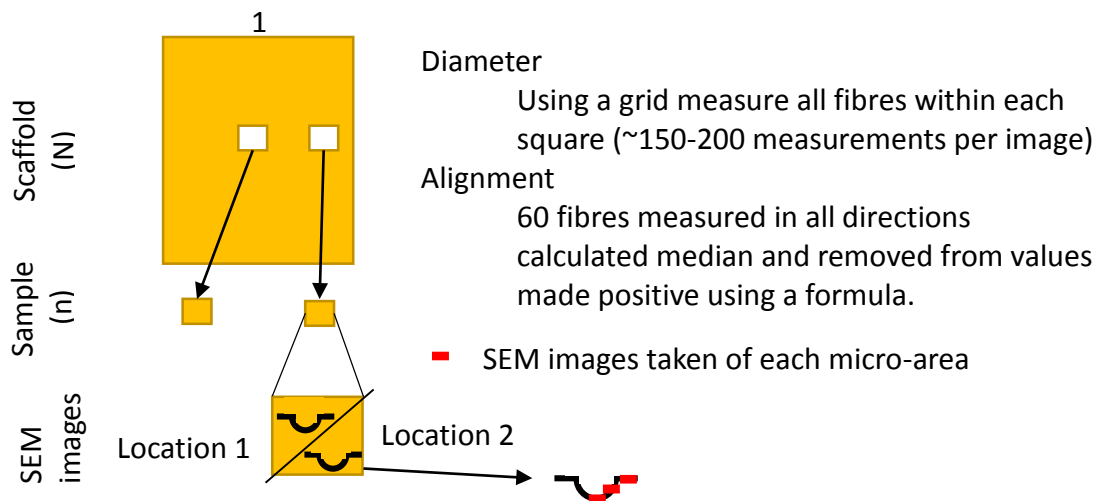 1
Scaffold
(N)
Diameter
Using a grid measure all fibres within each
square (~150-200 measurements per image)
Alignment
60 fibres measured in all directions
calculated median and removed from values
made positive using a formula.
Sample
(n)
SEM images taken of each micro-area
SEM
images
Location 1
Location 2